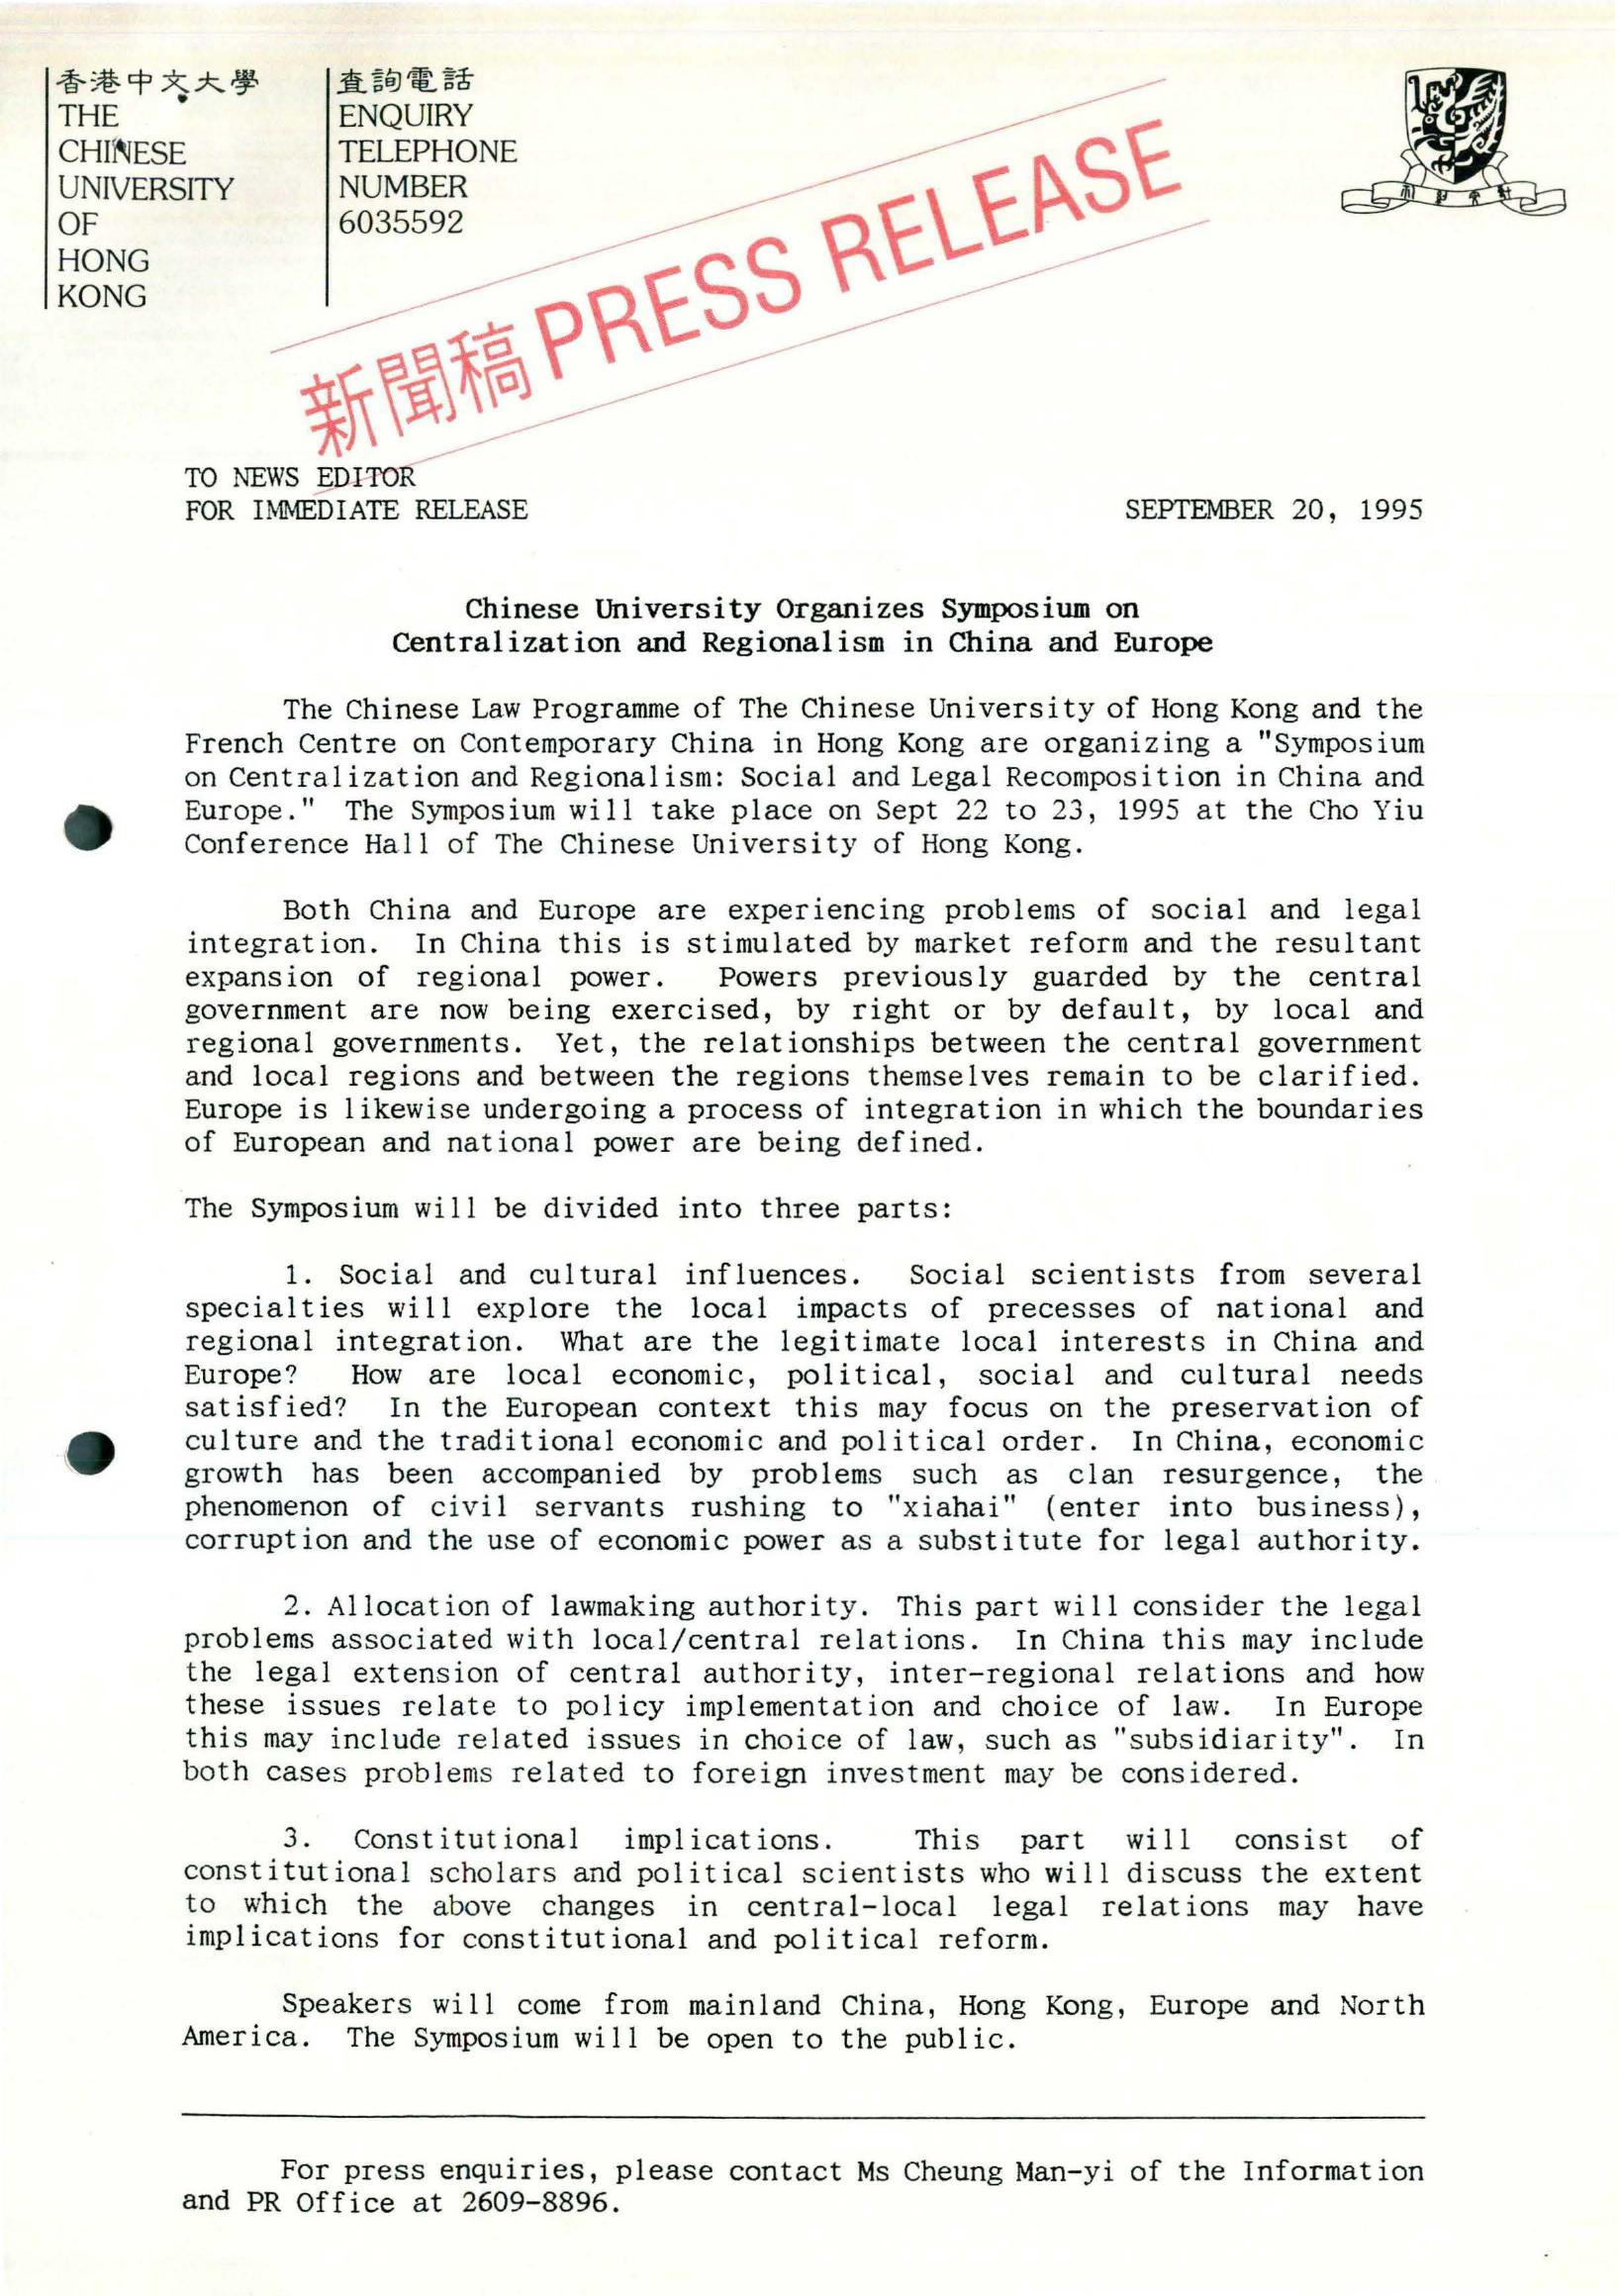 香港中文大學
THE
CHINESE
UNIVERSITY
OF
HONG
KONG
查詢電話
ENQUIRY
TELEPHONE
NUMBER
6035592
新聞稿 PRESS RELEASE
TO NEWS EDITOR
FOR IMMEDIATE RELEASE SEPTEMBER 20, 1995
Chinese University Organizes Symposium on
Centralization and Regionalism in China and Europe
The Chinese Law Programme of The Chinese University of Hong Kong and the
French Centre on Contemporary China in Hong Kong are organizing a "Symposium
on Centralization and Regionalism: Social and Legal Recomposition in China and
Europe." The Symposium will take place on Sept 22 to 23, 1995 at the Cho Yiu
Conference Hall of The Chinese University of Hong Kong.
Both China and Europe are experiencing problems of social and legal
integration. In China this is stimulated by market reform and the resultant
expansion of regional power. Powers previously guarded by the central
government are now being exercised, by right or by default, by local and
regional governments. Yet, the relationships between the central government
and local regions and between the regions themselves remain to be clarified.
Europe is likewise undergoing a process of integration in which the boundaries
of European and national power are being defined.
The Symposium will be divided into three parts:
1. Social and cultural influences. Social scientists from several
specialties will explore the local impacts of precesses of national and
regional integration. What are the legitimate local interests in China and
Europe? How are local economic, political, social and cultural needs
satisfied? In the European context this may focus on the preservation of
culture and the traditional economic and political order. In China, economic
growth has been accompanied by problems such as clan resurgence, the
phenomenon of civil servants rushing to "xiahai" (enter into business),
corruption and the use of economic power as a substitute for legal authority.
2. Allocation of lawmaking authority. This part will consider the legal
problems associated with local/central relations. In China this may include
the legal extension of central authority, inter-regional relations and how
these issues relate to policy implementation and choice of law. In Europe
this may include related issues in choice of law, such as "subsidiarity". In
both cases problems related to foreign investment may be considered.
3. Constitutional implications. This part will consist of
constitutional scholars and political scientists who will discuss the extent
to which the above changes in central-local legal relations may have
implications for constitutional and political reform.
Speakers will come from mainland China, Hong Kong, Europe and North
America. The Symposium will be open to the public.
For press enquiries, please contact Ms Cheung Man-yi of the Information
and PR Office at 2609-8896.